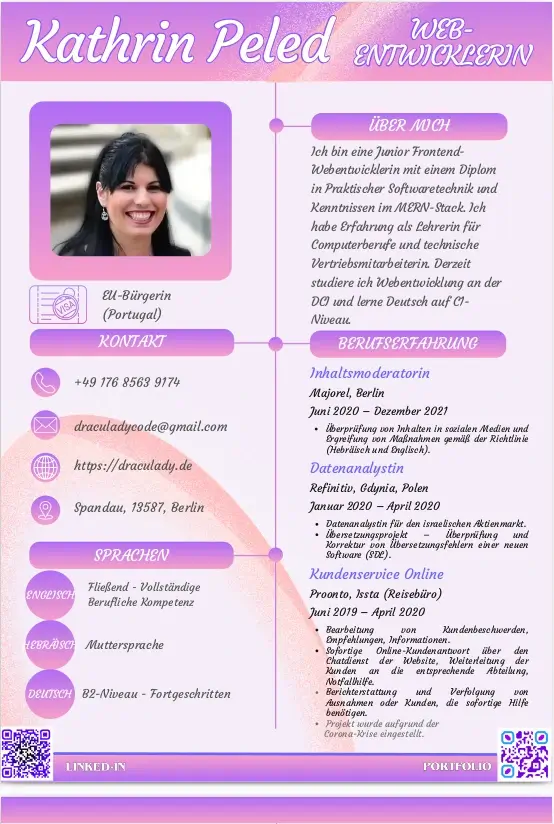 Kathrin Peled
WEB-
ENTWICKLERIN
EU-Bürgerin
(Portugal)
VISA
KONTAKT
+49 176 8563 9174
draculadycode@gmail.com
https://draculady.de
Spandau, 13587, Berlin
SPRACHEN
ENGLISCH
Fließend - Vollständige
Berufliche Kompetenz
HEBRÄISCH
Muttersprache
DEUTSCH
B2-Niveau - Fortgeschritten
ÜBER MICH
Ich bin eine Junior Frontend-
Webentwicklerin mit einem Diplom
in Praktischer Softwaretechnik und
Kenntnissen im MERN-Stack. Ich
habe Erfahrung als Lehrerin für
Computerberufe und technische
Vertriebsmitarbeiterin. Derzeit
studiere ich Webentwicklung an der
DCI und lerne Deutsch auf C1-
Niveau.
BERUFSERFAHRUNG
Inhaltsmoderatorin
Majorel, Berlin
Juni 2020 – Dezember 2021
• Überprüfung von Inhalten in sozialen Medien und
Ergreifung von Maßnahmen gemäß der Richtlinie
(Hebräisch und Englisch).
Datenanalystin
Refinitiv, Gdynia, Polen
Januar 2020 – April 2020
• Datenanalystin für den israelischen Aktienmarkt.
• Übersetzungsprojekt – Überprüfung und
Korrektur von Übersetzungsfehlern einer neuen
Software (SDL).
Kundenservice Online
Proonto, Issta (Reisebüro)
Juni 2019 – April 2020
• Bearbeitung von Kundenbeschwerden,
Empfehlungen, Informationen.
• Sofortige Online-Kundenantwort über den
Chatdienst der Website, Weiterleitung der
Kunden an die entsprechende Abteilung,
Notfallhilfe.
• Berichterstattung und Verfolgung von
Ausnahmen oder Kunden, die sofortige Hilfe
benötigen.
• Projekt wurde aufgrund der
Corona-Krise eingestellt.
LINKED-IN
PORTFOLIO